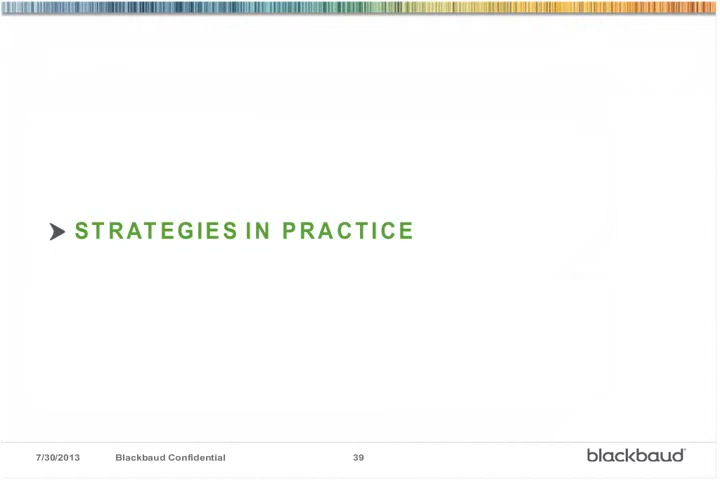 STRATEGIES IN PRACTICE
7/30/2013 Blackbaud Confidential 39 blackbaud